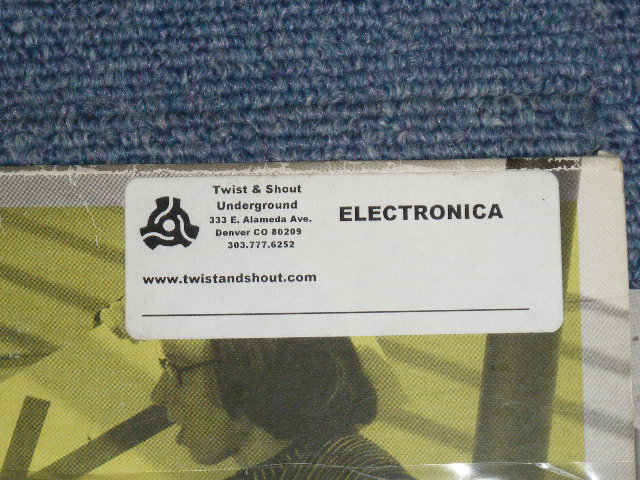 Twist & Shout
Underground
333 E. Alameda Ave.
Denver CO 80209
303.777.6252
ELECTRONICA
www.twistandshout.com